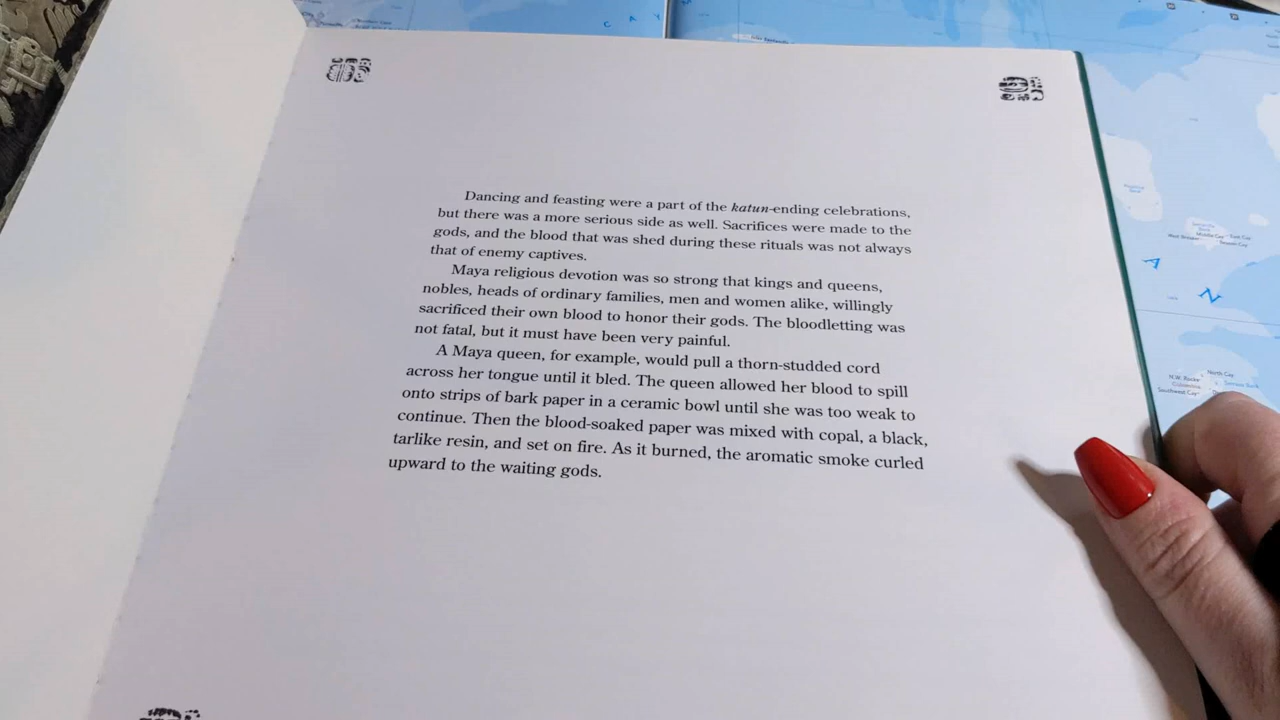 Dancing and feasting were a part of the katun-ending celebrations,
but there was a more serious side as well. Sacrifices were made to the
gods, and the blood that was shed during these rituals was not always
that of enemy captives.
Maya religious devotion was so strong that kings and queens,
nobles, heads of ordinary families, men and women alike, willingly
sacrificed their own blood to honor their gods. The bloodletting was
not fatal, but it must have been very painful.
A Maya queen, for example, would pull a thorn-studded cord
across her tongue until it bled. The queen allowed her blood to spill
onto strips of bark paper in a ceramic bowl until she was too weak to
continue. Then the blood-soaked paper was mixed with copal, a black,
tarlike resin, and set on fire. As it burned, the aromatic smoke curled
upward to the waiting gods.
C A Y
A
N
North Cay
Southwest Cay